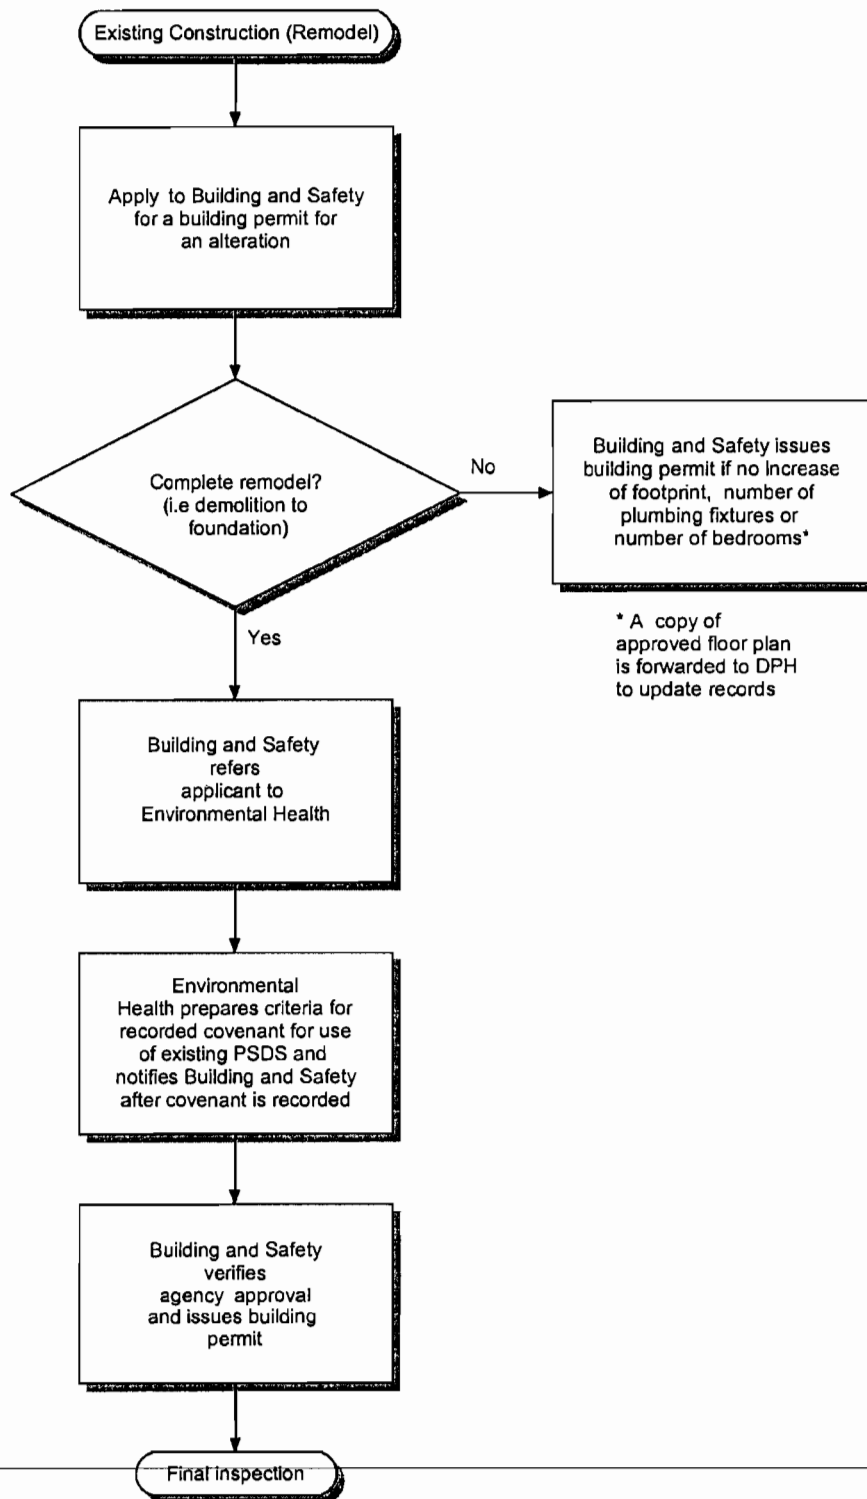 Existing Construction (Remodel)
Apply to Building and Safety
for a building permit for
an alteration
Complete remodel?
(i.e demolition to
foundation)
No
Building and Safety issues
building permit if no increase
of footprint, number of
plumbing fixtures or
number of bedrooms*
* A copy of
approved floor plan
is forwarded to DPH
to update records
Yes
Building and Safety
refers
applicant to
Environmental Health
Environmental
Health prepares criteria for
recorded covenant for use
of existing PSDS and
notifies Building and Safety
after covenant is recorded
Building and Safety
verifies
agency approval
and issues building
permit
Final inspection